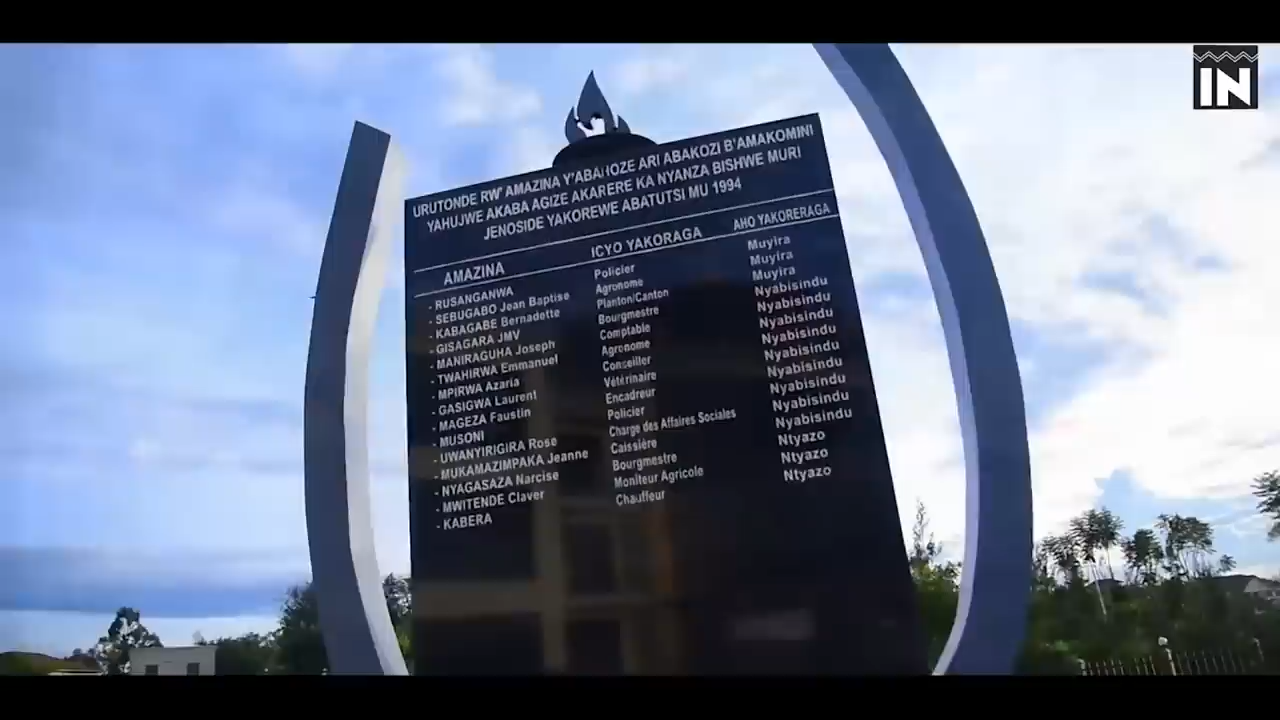 IN
URUTONDE RW' AMAZINA Y'ABAHOZE ARI ABAKOZI B'AMAKOMINI
YAHUJWE AKABA AGIZE AKARERE KA NYANZA BISHWE MURI
JENOSIDE YAKOREWE ABATUTSI MU 1994
AMAZINA ICYO YAKORAGA AHO YAKORERAGA
- RUSANGANWA Policier Muyira
- SEBUGABO Jean Baptise Agronome Muyira
- KABAGABE Bernadette Planton/Canton Muyira
- GISAGARA JMV Bourgmestre Nyabisindu
- MANIRAGUHA Joseph Comptable Nyabisindu
- TWAHIRWA Emmanuel Agronome Nyabisindu
- MPIRWA Azaria Conseiller Nyabisindu
- GASIGWA Laurent Vétérinaire Nyabisindu
- MAGEZA Faustin Encadreur Nyabisindu
- MUSONI Policier Nyabisindu
- UWANYIRIGIRA Rose Charge des Affaires Sociales Nyabisindu
- MUKAMAZIMPAKA Jeanne Caissière Nyabisindu
- NYAGASAZA Narcise Bourgmestre Ntyazo
- MWITENDE Claver Moniteur Agricole Ntyazo
- KABERA Chauffeur Ntyazo